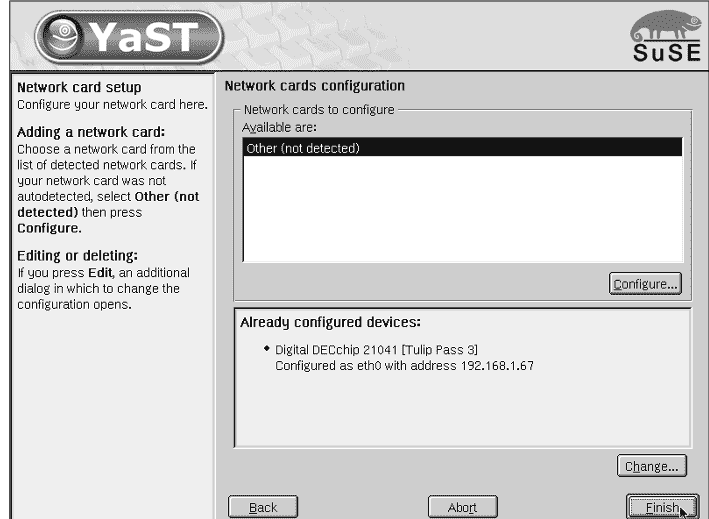 YaST
SuSE
Network card setup
Configure your network card here.
Adding a network card:
Choose a network card from the
list of detected network cards. If
your network card was not
autodetected, select Other (not
detected) then press
Configure.
Editing or deleting:
If you press Edit, an additional
dialog in which to change the
configuration opens.
Network cards configuration
Network cards to configure
Available are:
Other (not detected)
Configure...
Already configured devices:
Digital DECchip 21041 [Tulip Pass 3]
Configured as eth0 with address 192.168.1.67
Change...
Back
Abort
Finish